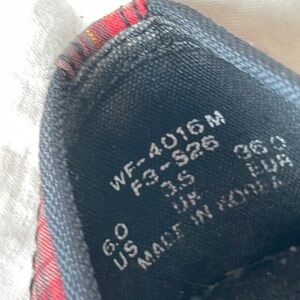 WF-4016M
F3-S26
6.0 3.5 36.0
US UK EUR
MADE IN KOREA